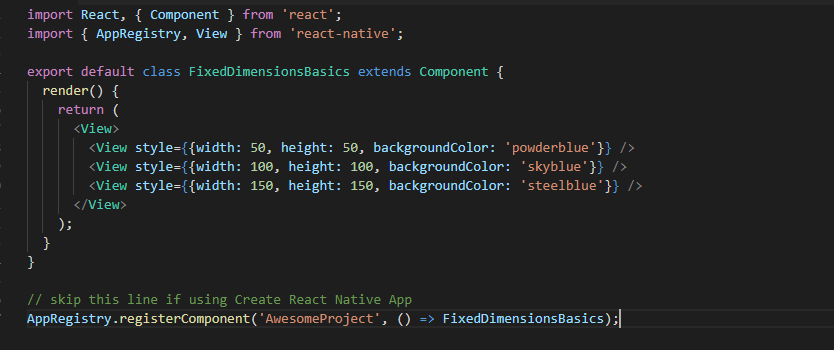 import React, { Component } from 'react';
import { AppRegistry, View } from 'react-native';
export default class FixedDimensionsBasics extends Component {
render() {
return (
<View>
<View style={{width: 50, height: 50, backgroundColor: 'powderblue'}} />
<View style={{width: 100, height: 100, backgroundColor: 'skyblue'}} />
<View style={{width: 150, height: 150, backgroundColor: 'steelblue'}} />
</View>
);
}
}
// skip this line if using Create React Native App
AppRegistry.registerComponent('AwesomeProject', () => FixedDimensionsBasics);